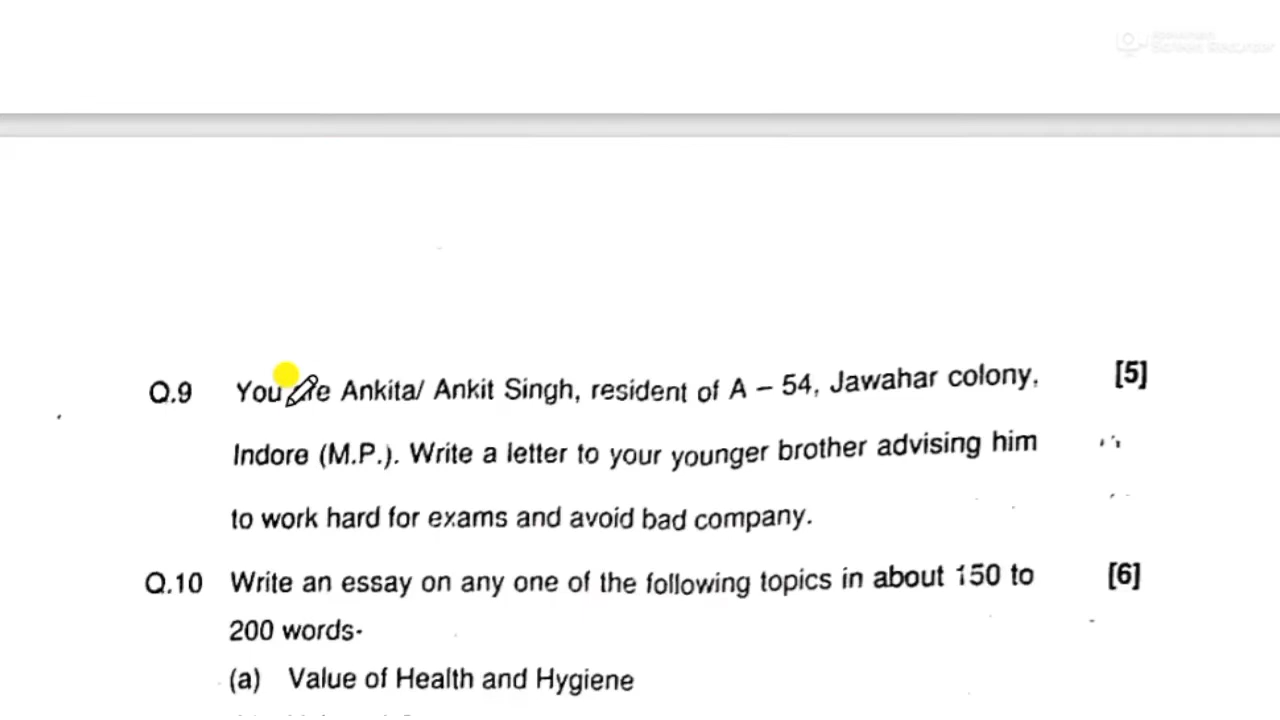 Screen Recorder
Q.9 You are Ankita/ Ankit Singh, resident of A – 54, Jawahar colony, [5]
Indore (M.P.). Write a letter to your younger brother advising him
to work hard for exams and avoid bad company.
Q.10 Write an essay on any one of the following topics in about 150 to [6]
200 words-
(a) Value of Health and Hygiene